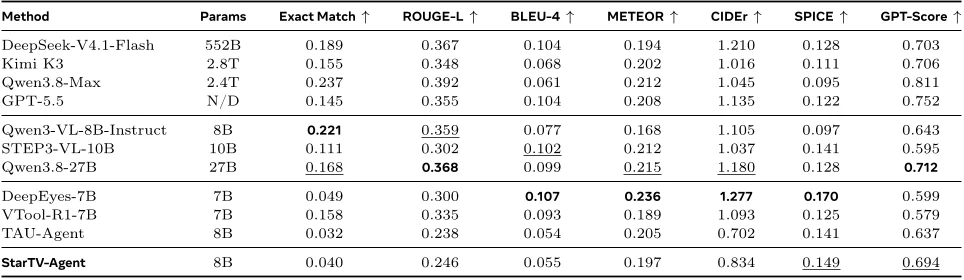 Method Params Exact Match ↑ ROUGE-L ↑ BLEU-4 ↑ METEOR ↑ CIDEr ↑ SPICE ↑ GPT-Score ↑
DeepSeek-V4.1-Flash 552B 0.189 0.367 0.104 0.194 1.210 0.128 0.703
Kimi K3 2.8T 0.155 0.348 0.068 0.202 1.016 0.111 0.706
Qwen3.8-Max 2.4T 0.237 0.392 0.061 0.212 1.045 0.095 0.811
GPT-5.5 N/D 0.145 0.355 0.104 0.208 1.135 0.122 0.752
Qwen3-VL-8B-Instruct 8B 0.221 0.359 0.077 0.168 1.105 0.097 0.643
STEP3-VL-10B 10B 0.111 0.302 0.102 0.212 1.037 0.141 0.595
Qwen3.8-27B 27B 0.168 0.368 0.099 0.215 1.180 0.128 0.712
DeepEyes-7B 7B 0.049 0.300 0.107 0.236 1.277 0.170 0.599
VTool-R1-7B 7B 0.158 0.335 0.093 0.189 1.093 0.125 0.579
TAU-Agent 8B 0.032 0.238 0.054 0.205 0.702 0.141 0.637
StarTV-Agent 8B 0.040 0.246 0.055 0.197 0.834 0.149 0.694